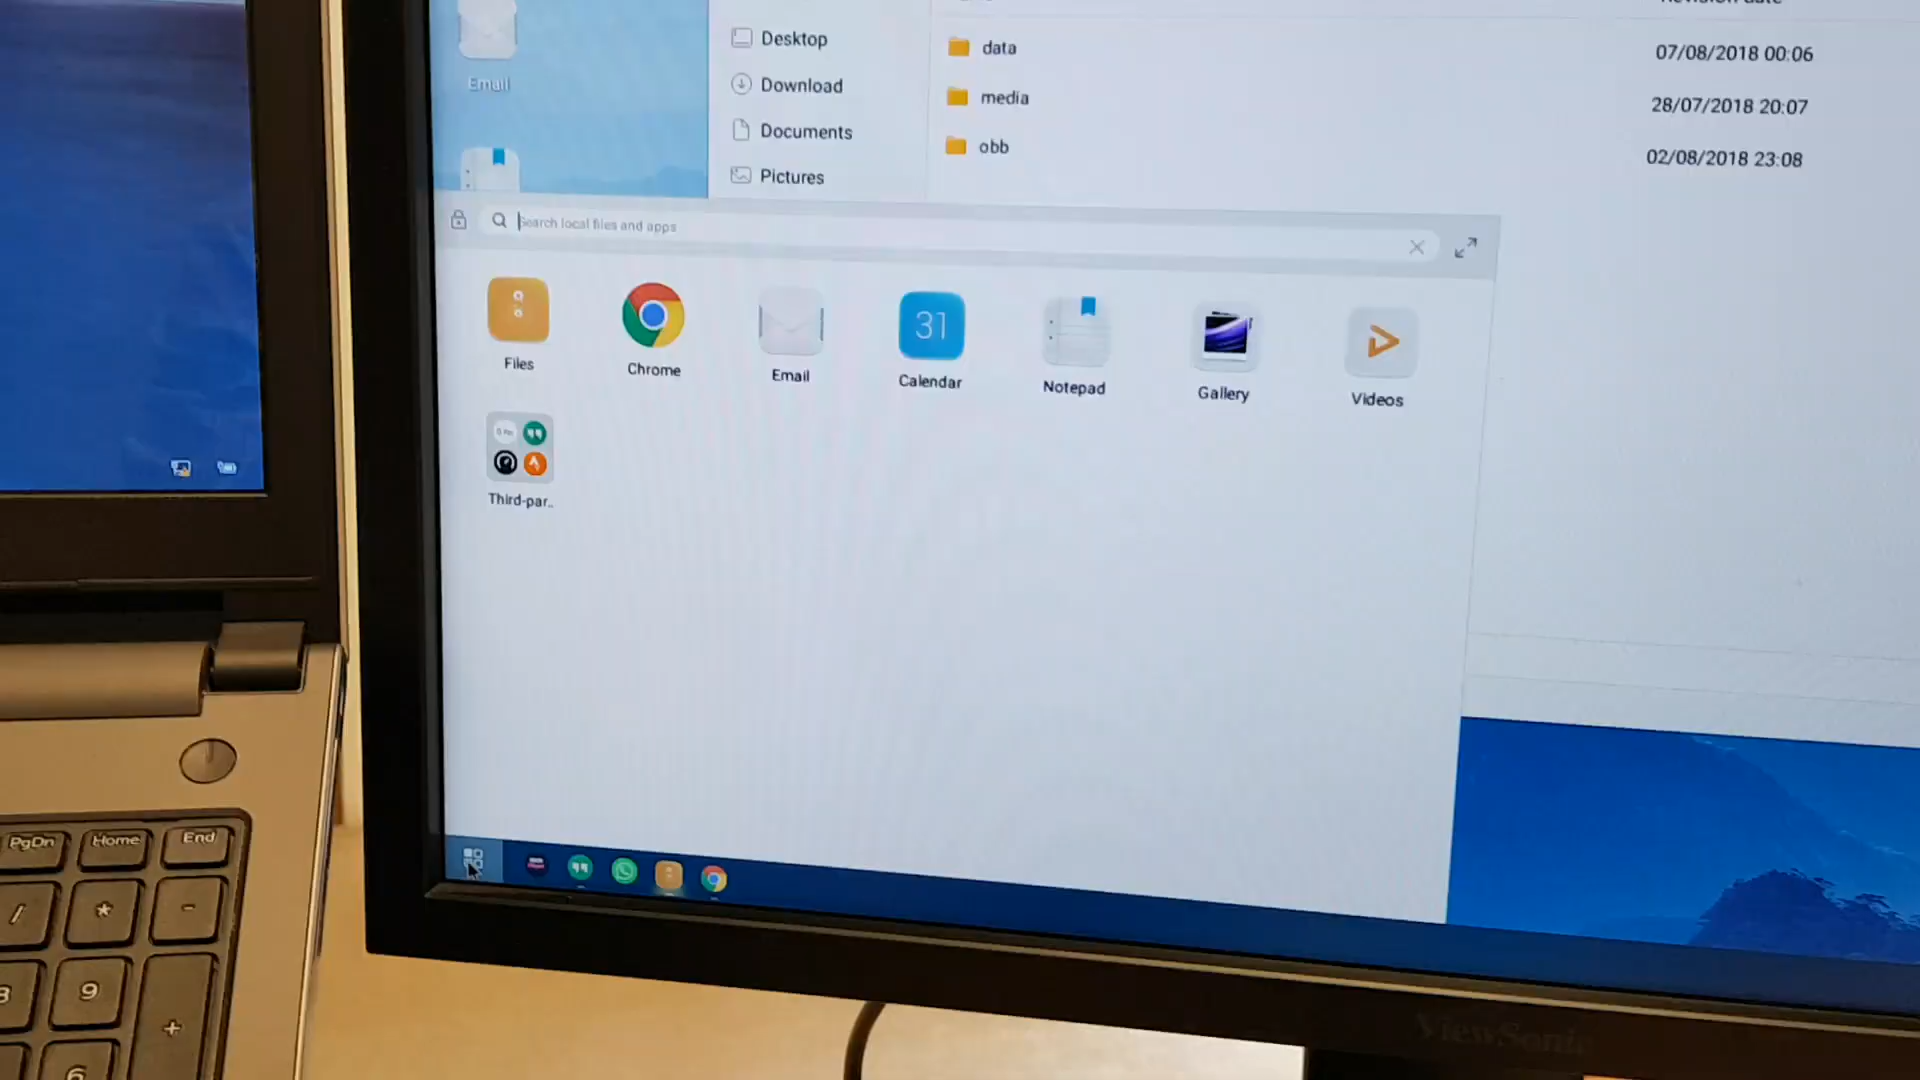 Desktop
data
07/08/2018 00:06
Email
Download
media
28/07/2018 20:07
Documents
obb
02/08/2018 23:08
Pictures
Search local files and apps
31
Files
Chrome
Email
Calendar
Notepad
Gallery
Videos
Third-par..
PgDn
Home
End
/
*
-
9
+
6
ViewSonic